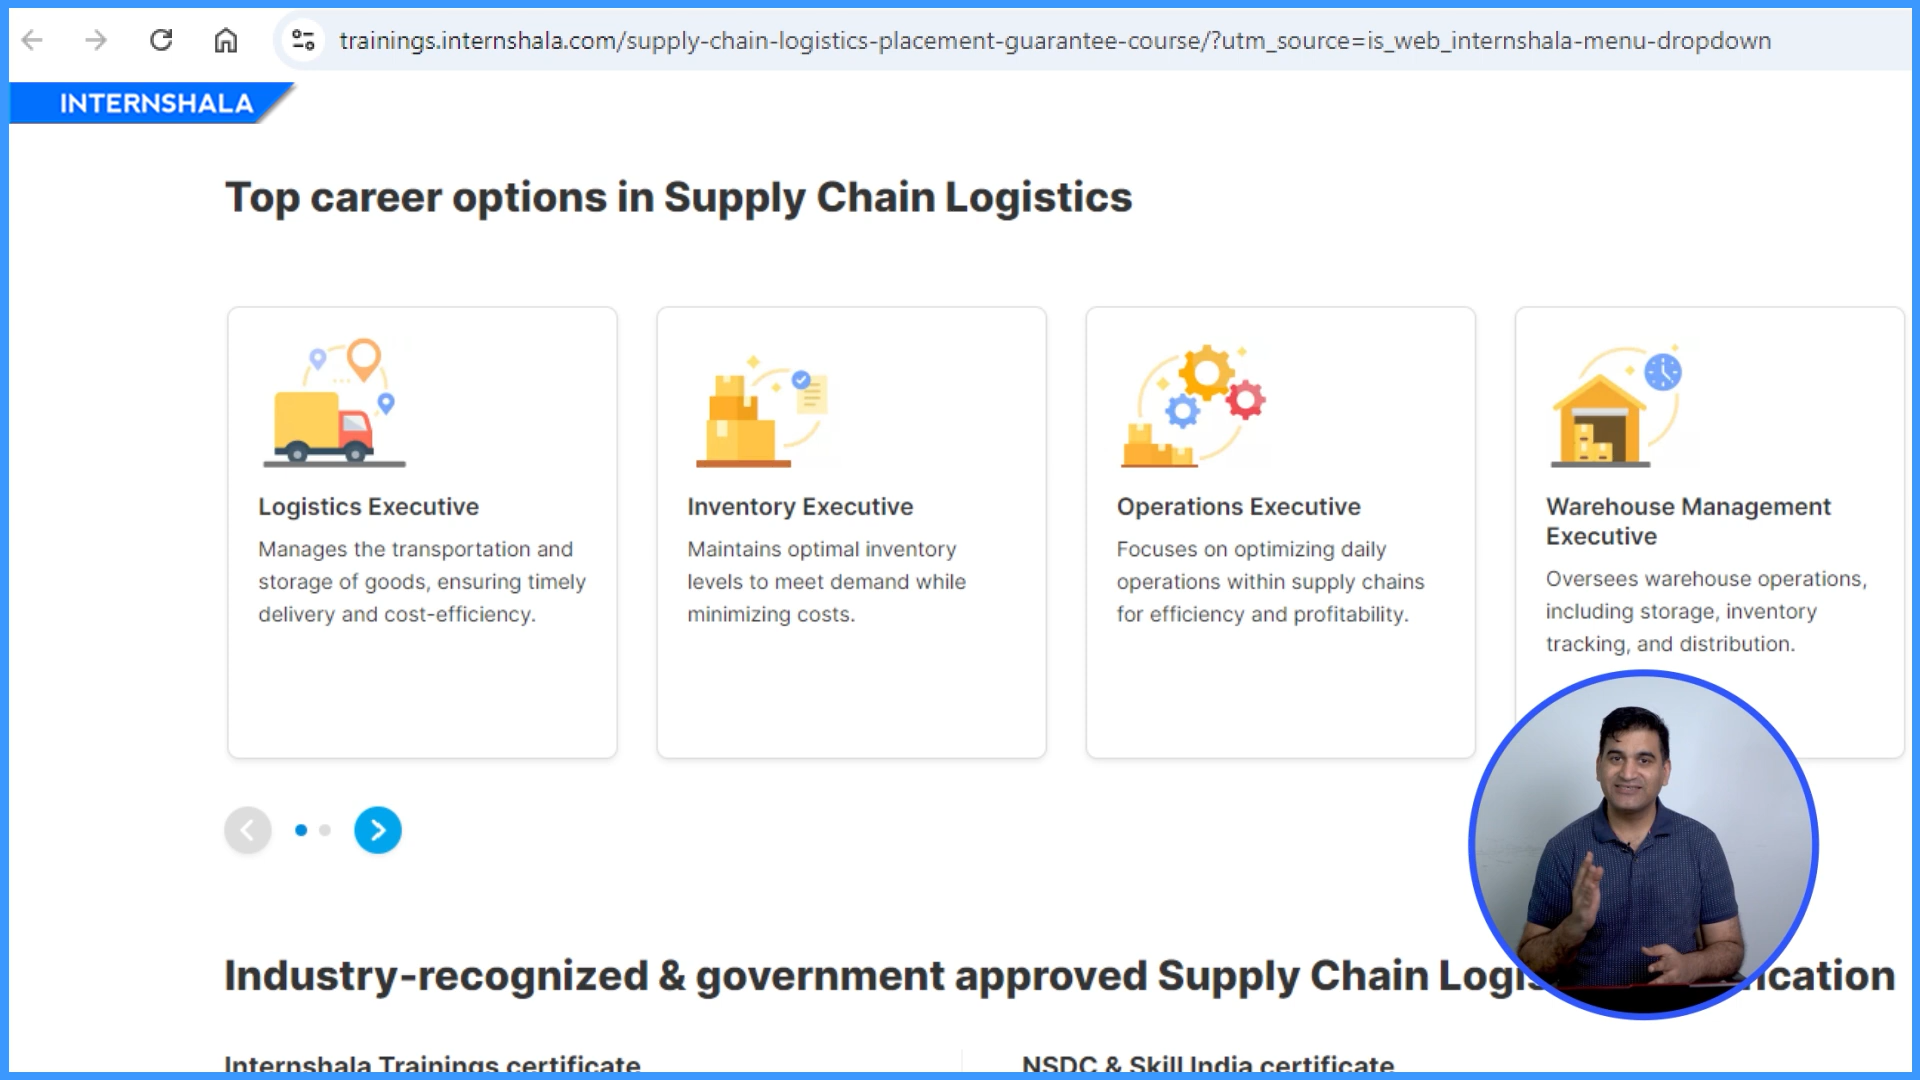 trainings.internshala.com/supply-chain-logistics-placement-guarantee-course/?utm_source=is_web_internshala-menu-dropdown
INTERNSHALA
Top career options in Supply Chain Logistics
Logistics Executive
Manages the transportation and
storage of goods, ensuring timely
delivery and cost-efficiency.
Inventory Executive
Maintains optimal inventory
levels to meet demand while
minimizing costs.
Operations Executive
Focuses on optimizing daily
operations within supply chains
for efficiency and profitability.
Warehouse Management
Executive
Oversees warehouse operations,
including storage, inventory
tracking, and distribution.
Industry-recognized & government approved Supply Chain
Internshala Trainings certificate
NSDC & Skill India certificate